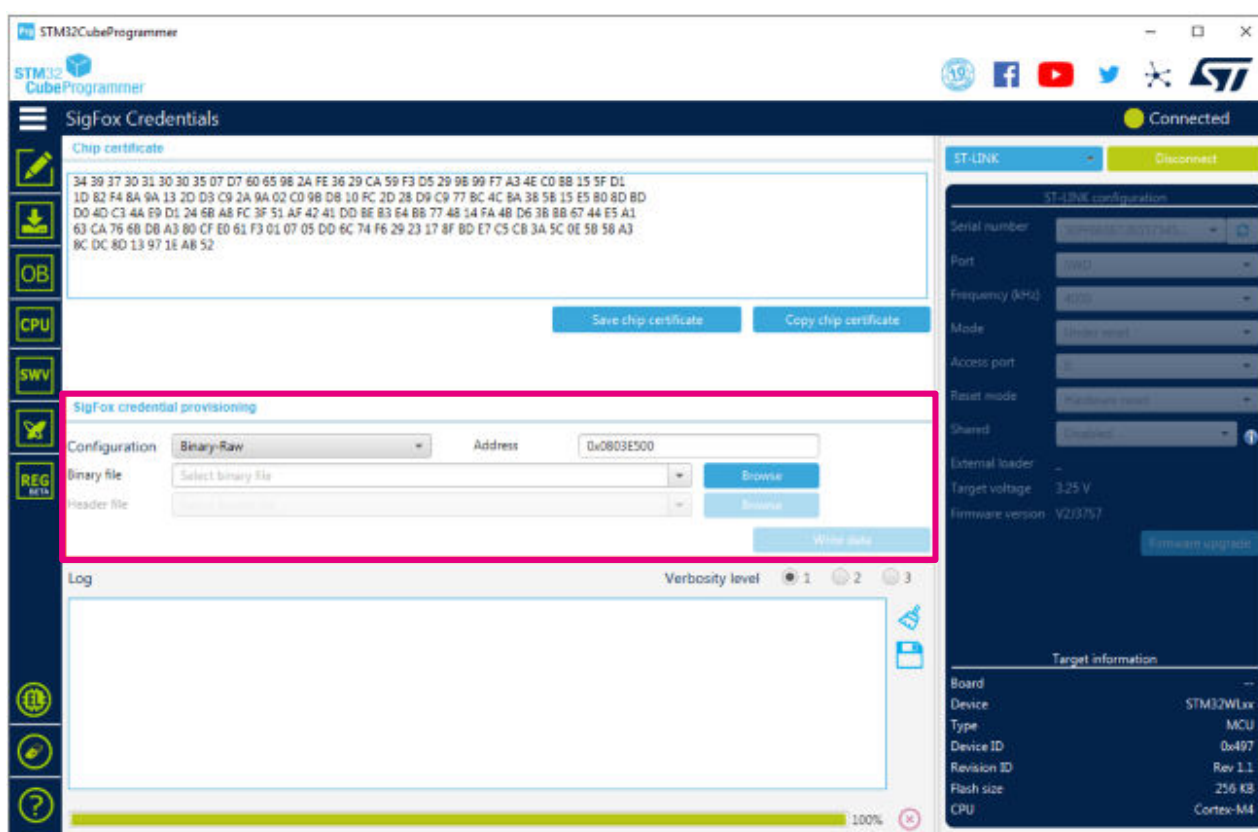 Prg STM32CubeProgrammer
STM32
CubeProgrammer
19
ST
SigFox Credentials
Connected
Chip certificate
34 39 37 30 31 30 30 35 07 D7 60 65 9B 2A FE 36 29 CA 59 F3 D5 29 9B 99 F7 A3 4E C0 BB 15 5F D1
1D 82 F4 8A 9A 13 2D D3 C9 2A 9A 02 C0 9B DB 10 FC 2D 28 D9 C9 77 BC 4C BA 38 5B 15 E5 80 8D BD
D0 4D C3 4A E9 D1 24 6B A8 FC 3F 51 AF 42 41 DD BE B3 E4 BB 77 48 14 FA 4B D6 3B BB 67 44 E5 A1
63 CA 76 6B DB A3 80 CF E0 61 F3 01 07 05 DD 6C 74 F6 29 23 17 8F BD E7 C5 CB 3A 5C 0E 5B 5B A3
8C DC 8D 13 97 1E AB 52
Save chip certificate
Copy chip certificate
OB
CPU
SWV
REG
BETA
SigFox credential provisioning
Configuration Binary-Raw Address 0x0803E500
Binary file Select binary file Browse
Header file Browse
Write data
Log
Verbosity level 1 2 3
100%
ST-LINK Disconnect
ST-LINK configuration
Serial number
Port SWD
Frequency (kHz) 4000
Mode Under reset
Access port 0
Reset mode Hardware reset
Shared Disabled
External loader _
Target voltage 3.25 V
Firmware version V2J37S7
Firmware upgrade
Target information
Board --
Device STM32WLxx
Type MCU
Device ID 0x497
Revision ID Rev 1.1
Flash size 256 KB
CPU Cortex-M4